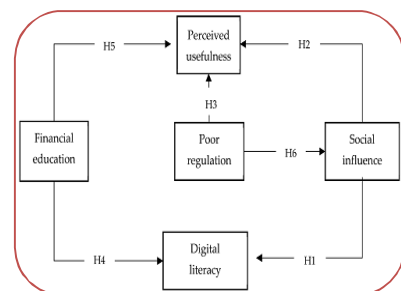 Perceived
usefulness
H5
H2
H3
Financial
education
Poor
regulation
H6
Social
influence
Digital
literacy
H4
H1